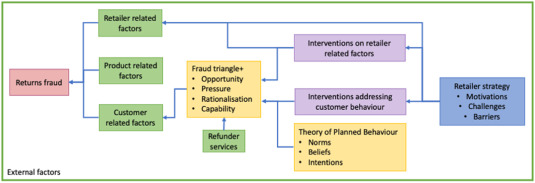 Retailer related
factors
Product related
factors
Returns fraud
Customer
related factors
Fraud triangle+
• Opportunity
• Pressure
• Rationalisation
• Capability
Refunder
services
Interventions on retailer
related factors
Interventions addressing
customer behaviour
Theory of Planned Behaviour
• Norms
• Beliefs
• Intentions
Retailer strategy
• Motivations
• Challenges
• Barriers
External factors